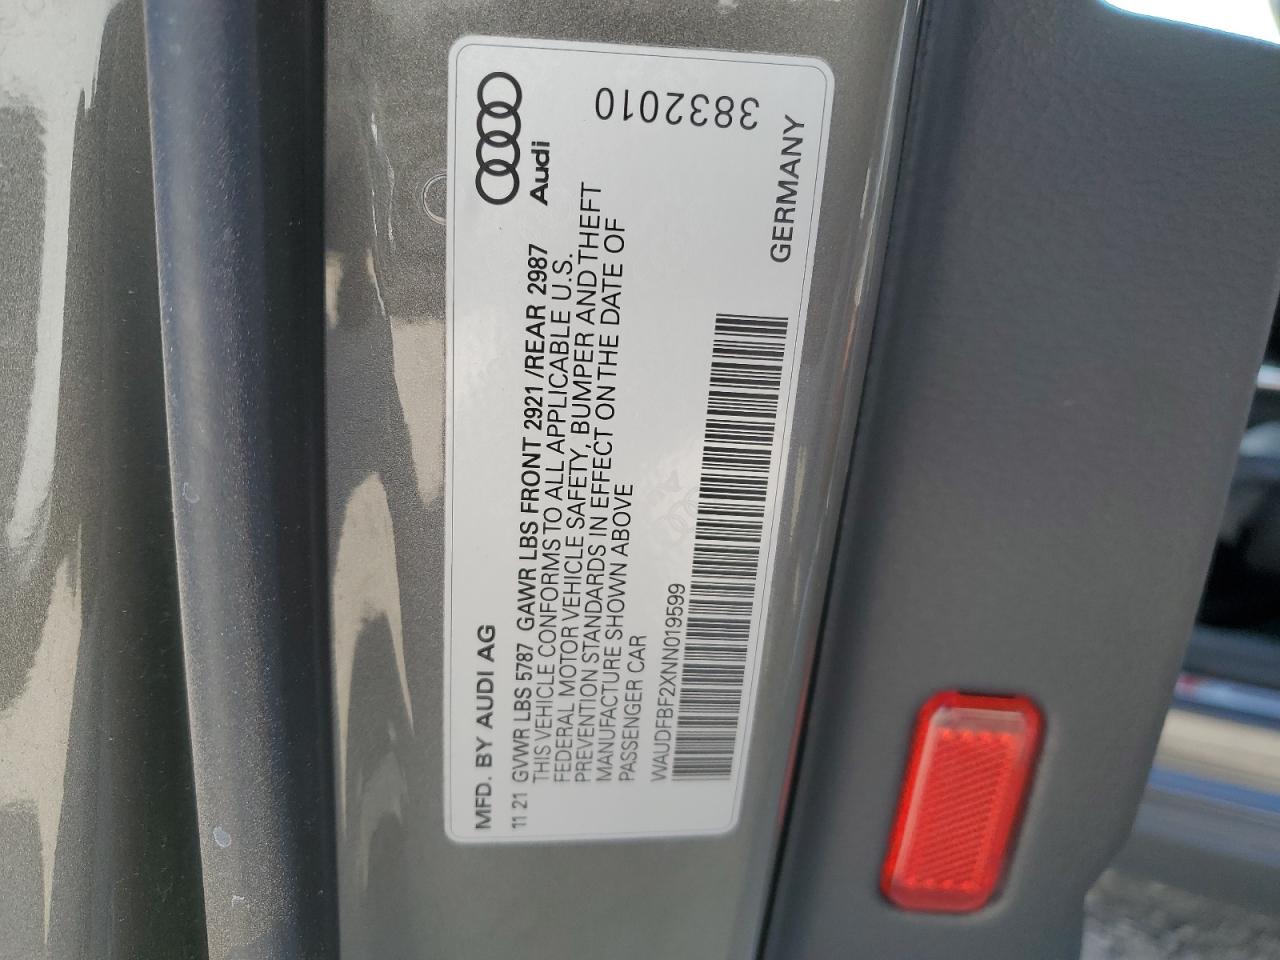 MFD. BY AUDI AG
Audi
11 21 GVWR LBS 5787 GAWR LBS FRONT 2921 /REAR 2987
THIS VEHICLE CONFORMS TO ALL APPLICABLE U.S.
FEDERAL MOTOR VEHICLE SAFETY, BUMPER AND THEFT
PREVENTION STANDARDS IN EFFECT ON THE DATE OF
MANUFACTURE SHOWN ABOVE
PASSENGER CAR
WAUDFBF2XNN019599
GERMANY
3832010